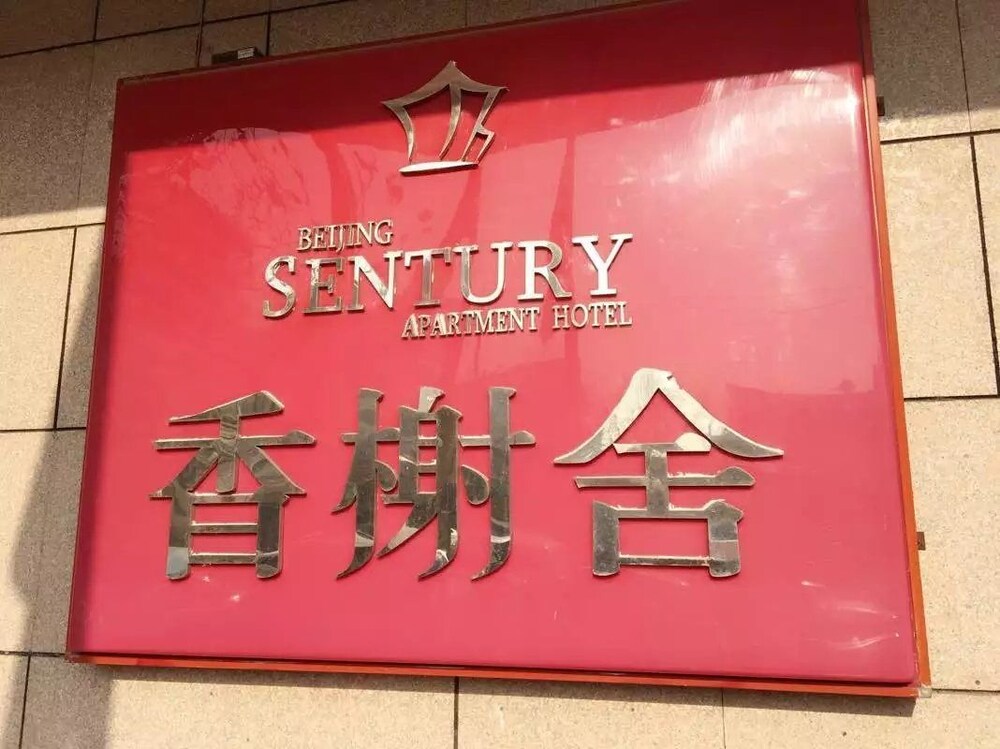 BEIJING
SENTURY
APARTMENT HOTEL
香榭舍